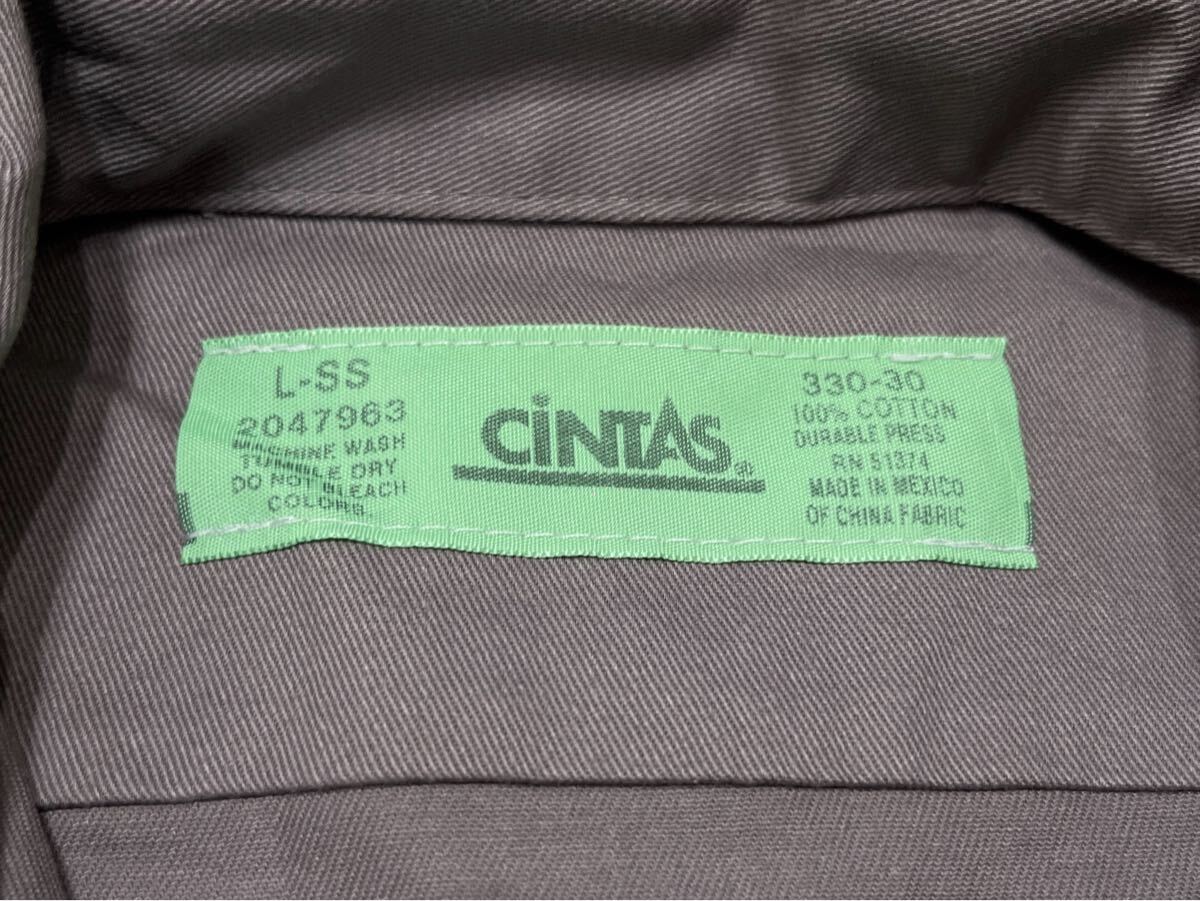 L-SS
2047963
MACHINE WASH
TUMBLE DRY
DO NOT BLEACH
COLORS.
CiNTAS®
330-30
100% COTTON
DURABLE PRESS
RN 51374
MADE IN MEXICO
OF CHINA FABRIC